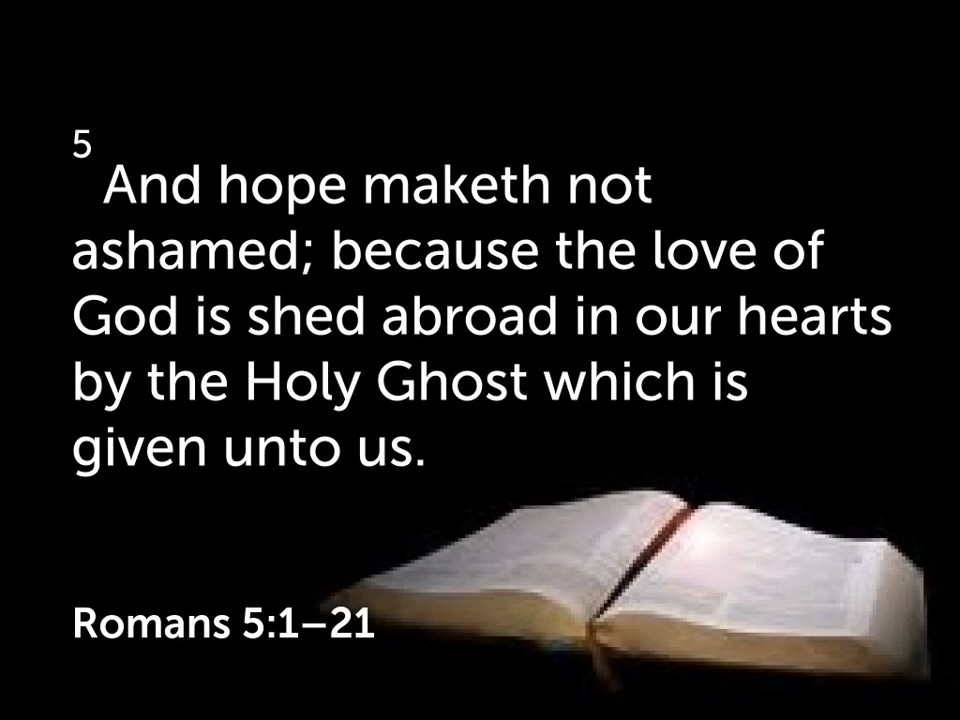 5
And hope maketh not
ashamed; because the love of
God is shed abroad in our hearts
by the Holy Ghost which is
given unto us.
Romans 5:1–21